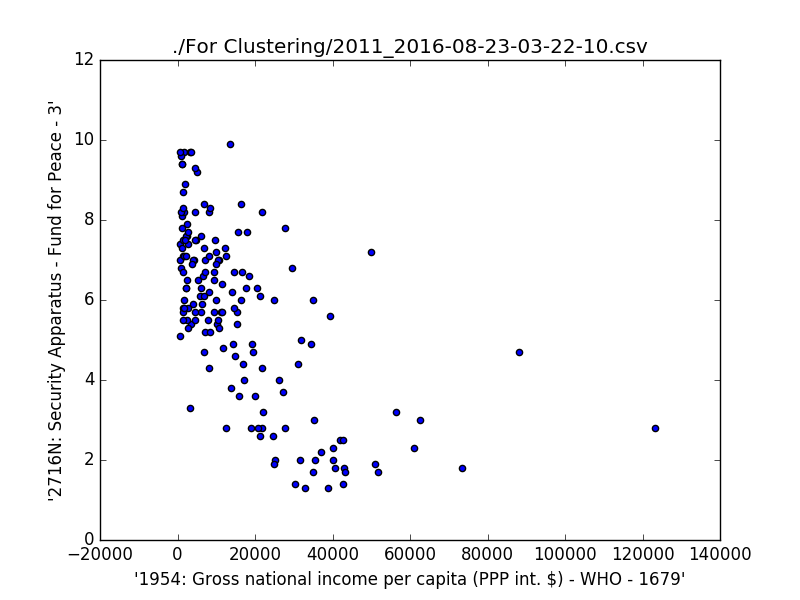 ./For Clustering/2011_2016-08-23-03-22-10.csv
12
10
8
6
4
2
0
'2716N: Security Apparatus - Fund for Peace - 3'
−20000 0 20000 40000 60000 80000 100000 120000 140000
'1954: Gross national income per capita (PPP int. $) - WHO - 1679'